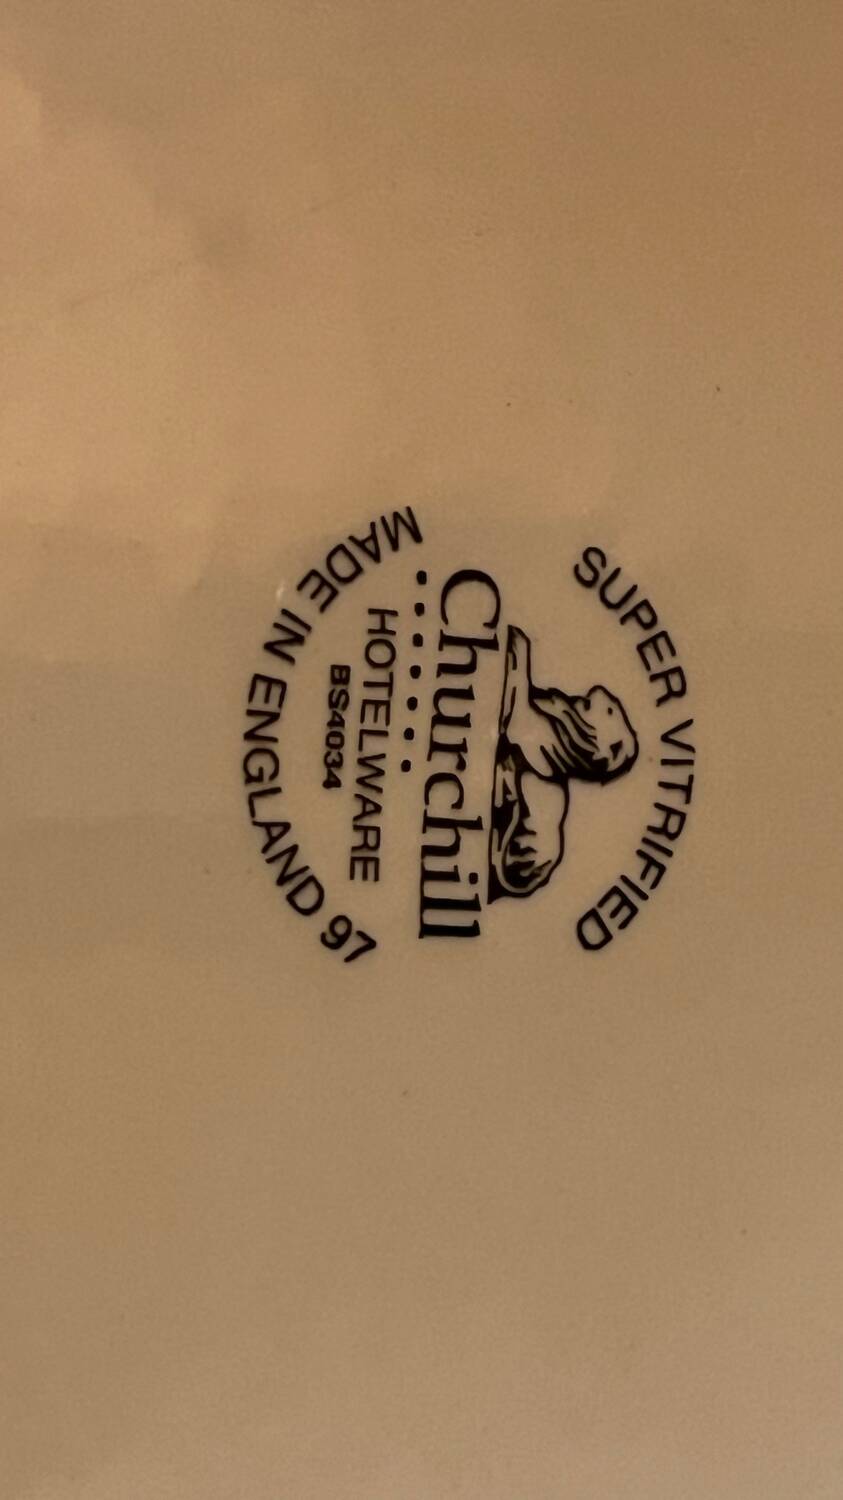 SUPER VITRIFIED
Churchill
.......
HOTELWARE
BS4034
MADE IN ENGLAND 97